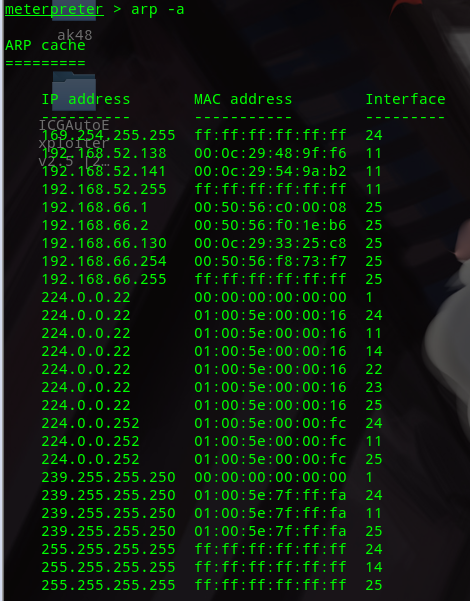 meterpreter > arp -a
ak48
ARP cache
=========
IP address MAC address Interface
---------- ----------- ---------
ICGAutoE
xploiter
169.254.255.255 ff:ff:ff:ff:ff:ff 24
192.168.52.138 00:0c:29:48:9f:f6 11
192.168.52.141 00:0c:29:54:9a:b2 11
192.168.52.255 ff:ff:ff:ff:ff:ff 11
192.168.66.1 00:50:56:c0:00:08 25
192.168.66.2 00:50:56:f0:1e:b6 25
192.168.66.130 00:0c:29:33:25:c8 25
192.168.66.254 00:50:56:f8:73:f7 25
192.168.66.255 ff:ff:ff:ff:ff:ff 25
224.0.0.22 00:00:00:00:00:00 1
224.0.0.22 01:00:5e:00:00:16 24
224.0.0.22 01:00:5e:00:00:16 11
224.0.0.22 01:00:5e:00:00:16 14
224.0.0.22 01:00:5e:00:00:16 22
224.0.0.22 01:00:5e:00:00:16 23
224.0.0.22 01:00:5e:00:00:16 25
224.0.0.252 01:00:5e:00:00:fc 24
224.0.0.252 01:00:5e:00:00:fc 11
224.0.0.252 01:00:5e:00:00:fc 25
239.255.255.250 00:00:00:00:00:00 1
239.255.255.250 01:00:5e:7f:ff:fa 24
239.255.255.250 01:00:5e:7f:ff:fa 11
239.255.255.250 01:00:5e:7f:ff:fa 25
255.255.255.255 ff:ff:ff:ff:ff:ff 24
255.255.255.255 ff:ff:ff:ff:ff:ff 14
255.255.255.255 ff:ff:ff:ff:ff:ff 25